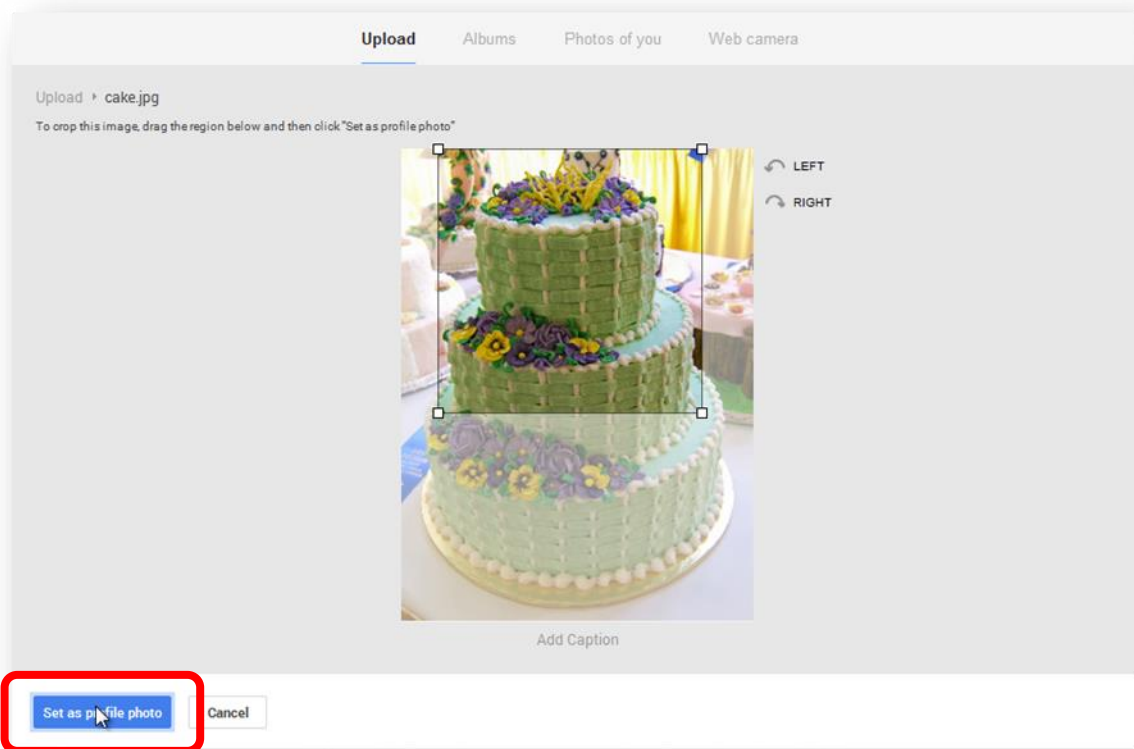 Upload Albums Photos of you Web camera
Upload ‣ cake.jpg
To crop this image, drag the region below and then click "Set as profile photo"
LEFT
RIGHT
Add Caption
Set as profile photo Cancel